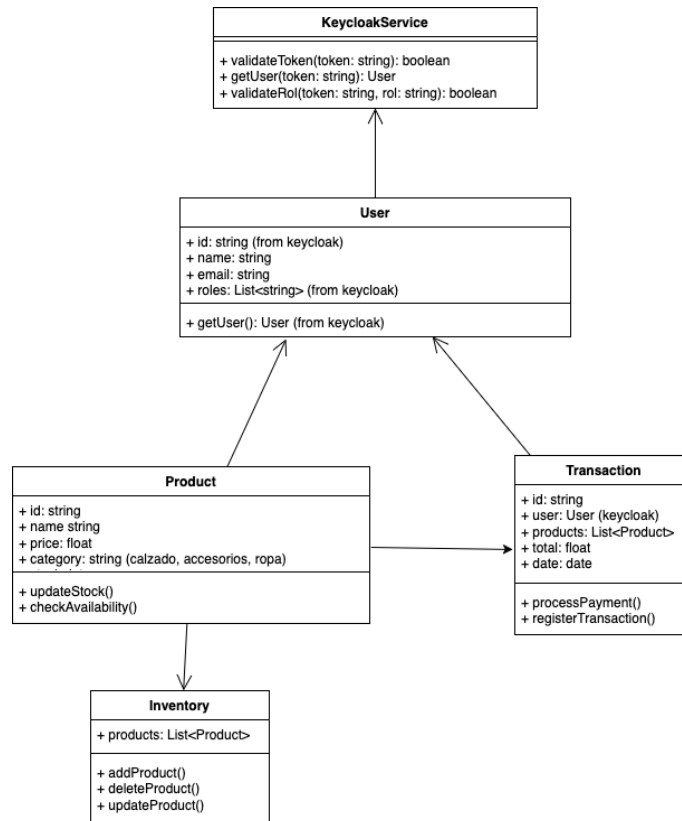 KeycloakService
+ validateToken(token: string): boolean
+ getUser(token: string): User
+ validateRol(token: string, rol: string): boolean
User
+ id: string (from keycloak)
+ name: string
+ email: string
+ roles: List<string> (from keycloak)
+ getUser(): User (from keycloak)
Product
+ id: string
+ name string
+ price: float
+ category: string (calzado, accesorios, ropa)
+ updateStock()
+ checkAvailability()
Transaction
+ id: string
+ user: User (keycloak)
+ products: List<Product>
+ total: float
+ date: date
+ processPayment()
+ registerTransaction()
Inventory
+ products: List<Product>
+ addProduct()
+ deleteProduct()
+ updateProduct()